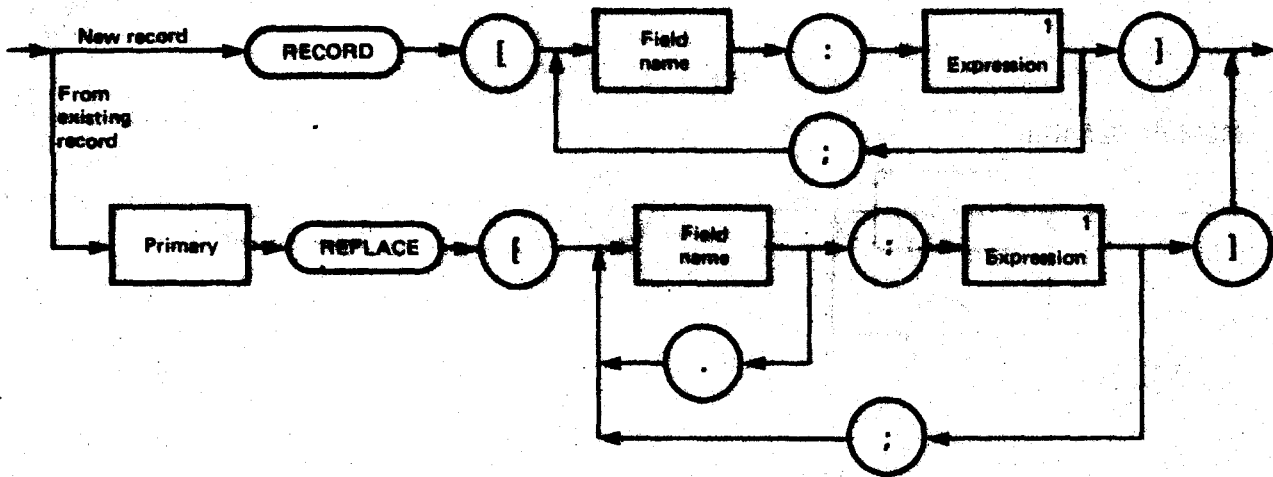 New record
RECORD
[
Field
name
:
1
Expression
]
From
existing
record
;
Primary
REPLACE
[
Field
name
:
1
Expression
]
.
;